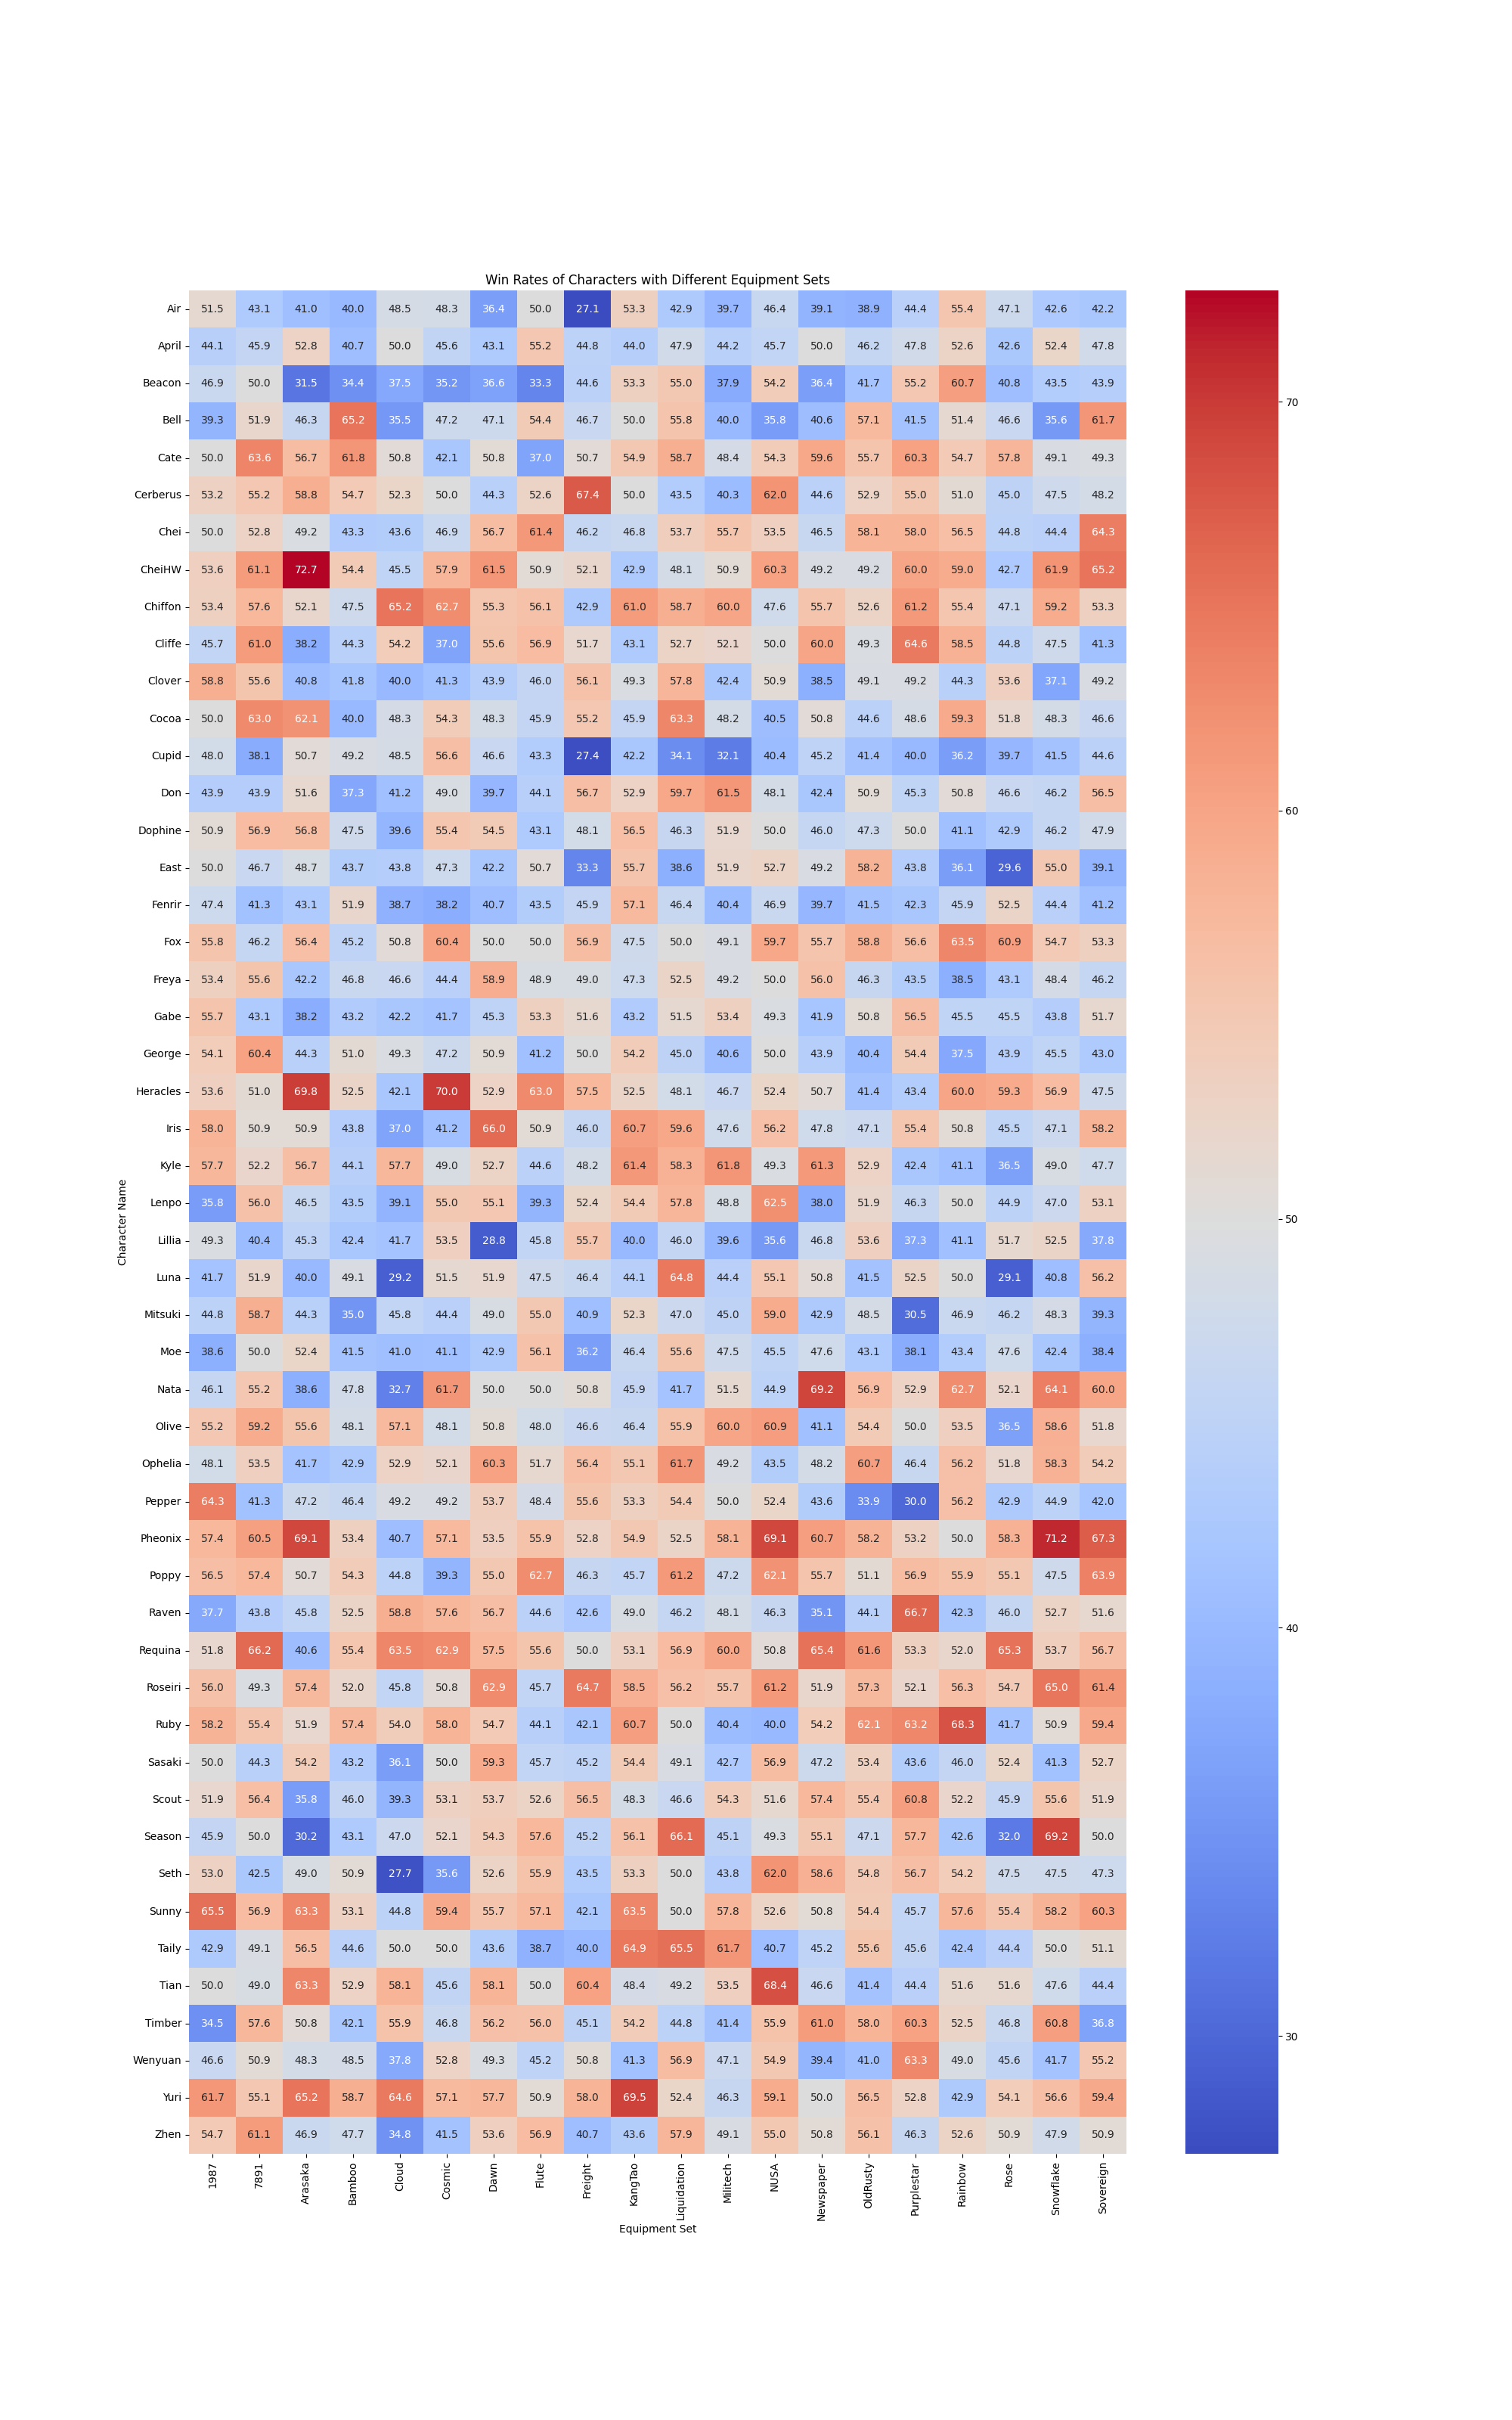 Win Rates of Characters with Different Equipment Sets
Air 51.5 43.1 41.0 40.0 48.5 48.3 36.4 50.0 27.1 53.3 42.9 39.7 46.4 39.1 38.9 44.4 55.4 47.1 42.6 42.2
April 44.1 45.9 52.8 40.7 50.0 45.6 43.1 55.2 44.8 44.0 47.9 44.2 45.7 50.0 46.2 47.8 52.6 42.6 52.4 47.8
Beacon 46.9 50.0 31.5 34.4 37.5 35.2 36.6 33.3 44.6 53.3 55.0 37.9 54.2 36.4 41.7 55.2 60.7 40.8 43.5 43.9
70
Bell 39.3 51.9 46.3 65.2 35.5 47.2 47.1 54.4 46.7 50.0 55.8 40.0 35.8 40.6 57.1 41.5 51.4 46.6 35.6 61.7
Cate 50.0 63.6 56.7 61.8 50.8 42.1 50.8 37.0 50.7 54.9 58.7 48.4 54.3 59.6 55.7 60.3 54.7 57.8 49.1 49.3
Cerberus 53.2 55.2 58.8 54.7 52.3 50.0 44.3 52.6 67.4 50.0 43.5 40.3 62.0 44.6 52.9 55.0 51.0 45.0 47.5 48.2
Chei 50.0 52.8 49.2 43.3 43.6 46.9 56.7 61.4 46.2 46.8 53.7 55.7 53.5 46.5 58.1 58.0 56.5 44.8 44.4 64.3
CheiHW 53.6 61.1 72.7 54.4 45.5 57.9 61.5 50.9 52.1 42.9 48.1 50.9 60.3 49.2 49.2 60.0 59.0 42.7 61.9 65.2
Chiffon 53.4 57.6 52.1 47.5 65.2 62.7 55.3 56.1 42.9 61.0 58.7 60.0 47.6 55.7 52.6 61.2 55.4 47.1 59.2 53.3
Cliffe 45.7 61.0 38.2 44.3 54.2 37.0 55.6 56.9 51.7 43.1 52.7 52.1 50.0 60.0 49.3 64.6 58.5 44.8 47.5 41.3
Clover 58.8 55.6 40.8 41.8 40.0 41.3 43.9 46.0 56.1 49.3 57.8 42.4 50.9 38.5 49.1 49.2 44.3 53.6 37.1 49.2
Cocoa 50.0 63.0 62.1 40.0 48.3 54.3 48.3 45.9 55.2 45.9 63.3 48.2 40.5 50.8 44.6 48.6 59.3 51.8 48.3 46.6
Cupid 48.0 38.1 50.7 49.2 48.5 56.6 46.6 43.3 27.4 42.2 34.1 32.1 40.4 45.2 41.4 40.0 36.2 39.7 41.5 44.6
Don 43.9 43.9 51.6 37.3 41.2 49.0 39.7 44.1 56.7 52.9 59.7 61.5 48.1 42.4 50.9 45.3 50.8 46.6 46.2 56.5
60
Dophine 50.9 56.9 56.8 47.5 39.6 55.4 54.5 43.1 48.1 56.5 46.3 51.9 50.0 46.0 47.3 50.0 41.1 42.9 46.2 47.9
East 50.0 46.7 48.7 43.7 43.8 47.3 42.2 50.7 33.3 55.7 38.6 51.9 52.7 49.2 58.2 43.8 36.1 29.6 55.0 39.1
Fenrir 47.4 41.3 43.1 51.9 38.7 38.2 40.7 43.5 45.9 57.1 46.4 40.4 46.9 39.7 41.5 42.3 45.9 52.5 44.4 41.2
Fox 55.8 46.2 56.4 45.2 50.8 60.4 50.0 50.0 56.9 47.5 50.0 49.1 59.7 55.7 58.8 56.6 63.5 60.9 54.7 53.3
Freya 53.4 55.6 42.2 46.8 46.6 44.4 58.9 48.9 49.0 47.3 52.5 49.2 50.0 56.0 46.3 43.5 38.5 43.1 48.4 46.2
Gabe 55.7 43.1 38.2 43.2 42.2 41.7 45.3 53.3 51.6 43.2 51.5 53.4 49.3 41.9 50.8 56.5 45.5 45.5 43.8 51.7
George 54.1 60.4 44.3 51.0 49.3 47.2 50.9 41.2 50.0 54.2 45.0 40.6 50.0 43.9 40.4 54.4 37.5 43.9 45.5 43.0
Heracles 53.6 51.0 69.8 52.5 42.1 70.0 52.9 63.0 57.5 52.5 48.1 46.7 52.4 50.7 41.4 43.4 60.0 59.3 56.9 47.5
Iris 58.0 50.9 50.9 43.8 37.0 41.2 66.0 50.9 46.0 60.7 59.6 47.6 56.2 47.8 47.1 55.4 50.8 45.5 47.1 58.2
Kyle 57.7 52.2 56.7 44.1 57.7 49.0 52.7 44.6 48.2 61.4 58.3 61.8 49.3 61.3 52.9 42.4 41.1 36.5 49.0 47.7
Lenpo 35.8 56.0 46.5 43.5 39.1 55.0 55.1 39.3 52.4 54.4 57.8 48.8 62.5 38.0 51.9 46.3 50.0 44.9 47.0 53.1
50
Character Name
Lillia 49.3 40.4 45.3 42.4 41.7 53.5 28.8 45.8 55.7 40.0 46.0 39.6 35.6 46.8 53.6 37.3 41.1 51.7 52.5 37.8
Luna 41.7 51.9 40.0 49.1 29.2 51.5 51.9 47.5 46.4 44.1 64.8 44.4 55.1 50.8 41.5 52.5 50.0 29.1 40.8 56.2
Mitsuki 44.8 58.7 44.3 35.0 45.8 44.4 49.0 55.0 40.9 52.3 47.0 45.0 59.0 42.9 48.5 30.5 46.9 46.2 48.3 39.3
Moe 38.6 50.0 52.4 41.5 41.0 41.1 42.9 56.1 36.2 46.4 55.6 47.5 45.5 47.6 43.1 38.1 43.4 47.6 42.4 38.4
Nata 46.1 55.2 38.6 47.8 32.7 61.7 50.0 50.0 50.8 45.9 41.7 51.5 44.9 69.2 56.9 52.9 62.7 52.1 64.1 60.0
Olive 55.2 59.2 55.6 48.1 57.1 48.1 50.8 48.0 46.6 46.4 55.9 60.0 60.9 41.1 54.4 50.0 53.5 36.5 58.6 51.8
Ophelia 48.1 53.5 41.7 42.9 52.9 52.1 60.3 51.7 56.4 55.1 61.7 49.2 43.5 48.2 60.7 46.4 56.2 51.8 58.3 54.2
Pepper 64.3 41.3 47.2 46.4 49.2 49.2 53.7 48.4 55.6 53.3 54.4 50.0 52.4 43.6 33.9 30.0 56.2 42.9 44.9 42.0
Pheonix 57.4 60.5 69.1 53.4 40.7 57.1 53.5 55.9 52.8 54.9 52.5 58.1 69.1 60.7 58.2 53.2 50.0 58.3 71.2 67.3
Poppy 56.5 57.4 50.7 54.3 44.8 39.3 55.0 62.7 46.3 45.7 61.2 47.2 62.1 55.7 51.1 56.9 55.9 55.1 47.5 63.9
Raven 37.7 43.8 45.8 52.5 58.8 57.6 56.7 44.6 42.6 49.0 46.2 48.1 46.3 35.1 44.1 66.7 42.3 46.0 52.7 51.6
40
Requina 51.8 66.2 40.6 55.4 63.5 62.9 57.5 55.6 50.0 53.1 56.9 60.0 50.8 65.4 61.6 53.3 52.0 65.3 53.7 56.7
Roseiri 56.0 49.3 57.4 52.0 45.8 50.8 62.9 45.7 64.7 58.5 56.2 55.7 61.2 51.9 57.3 52.1 56.3 54.7 65.0 61.4
Ruby 58.2 55.4 51.9 57.4 54.0 58.0 54.7 44.1 42.1 60.7 50.0 40.4 40.0 54.2 62.1 63.2 68.3 41.7 50.9 59.4
Sasaki 50.0 44.3 54.2 43.2 36.1 50.0 59.3 45.7 45.2 54.4 49.1 42.7 56.9 47.2 53.4 43.6 46.0 52.4 41.3 52.7
Scout 51.9 56.4 35.8 46.0 39.3 53.1 53.7 52.6 56.5 48.3 46.6 54.3 51.6 57.4 55.4 60.8 52.2 45.9 55.6 51.9
Season 45.9 50.0 30.2 43.1 47.0 52.1 54.3 57.6 45.2 56.1 66.1 45.1 49.3 55.1 47.1 57.7 42.6 32.0 69.2 50.0
Seth 53.0 42.5 49.0 50.9 27.7 35.6 52.6 55.9 43.5 53.3 50.0 43.8 62.0 58.6 54.8 56.7 54.2 47.5 47.5 47.3
Sunny 65.5 56.9 63.3 53.1 44.8 59.4 55.7 57.1 42.1 63.5 50.0 57.8 52.6 50.8 54.4 45.7 57.6 55.4 58.2 60.3
Taily 42.9 49.1 56.5 44.6 50.0 50.0 43.6 38.7 40.0 64.9 65.5 61.7 40.7 45.2 55.6 45.6 42.4 44.4 50.0 51.1
Tian 50.0 49.0 63.3 52.9 58.1 45.6 58.1 50.0 60.4 48.4 49.2 53.5 68.4 46.6 41.4 44.4 51.6 51.6 47.6 44.4
Timber 34.5 57.6 50.8 42.1 55.9 46.8 56.2 56.0 45.1 54.2 44.8 41.4 55.9 61.0 58.0 60.3 52.5 46.8 60.8 36.8
30
Wenyuan 46.6 50.9 48.3 48.5 37.8 52.8 49.3 45.2 50.8 41.3 56.9 47.1 54.9 39.4 41.0 63.3 49.0 45.6 41.7 55.2
Yuri 61.7 55.1 65.2 58.7 64.6 57.1 57.7 50.9 58.0 69.5 52.4 46.3 59.1 50.0 56.5 52.8 42.9 54.1 56.6 59.4
Zhen 54.7 61.1 46.9 47.7 34.8 41.5 53.6 56.9 40.7 43.6 57.9 49.1 55.0 50.8 56.1 46.3 52.6 50.9 47.9 50.9
1987 7891 Arasaka Bamboo Cloud Cosmic Dawn Flute Freight KangTao Liquidation Militech NUSA Newspaper OldRusty Purplestar Rainbow Rose Snowflake Sovereign
Equipment Set